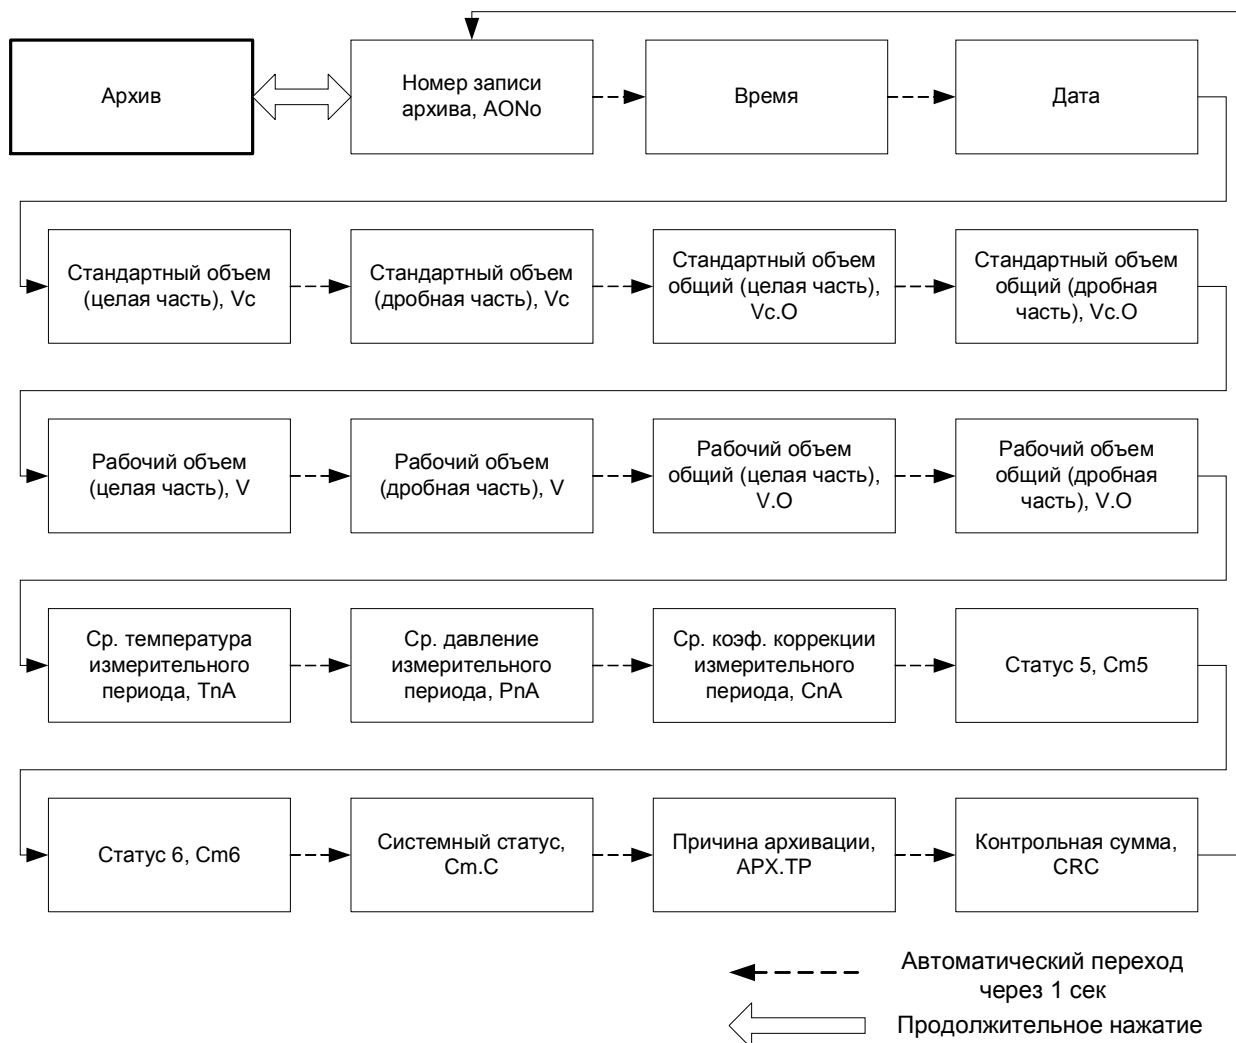 Архив
Номер записи
архива, AONo
Время
Дата
Стандартный объем
(целая часть), Vc
Стандартный объем
(дробная часть), Vc
Стандартный объем
общий (целая часть),
Vc.O
Стандартный объем
общий (дробная
часть), Vc.O
Рабочий объем
(целая часть), V
Рабочий объем
(дробная часть), V
Рабочий объем
общий (целая часть),
V.O
Рабочий объем
общий (дробная
часть), V.O
Ср. температура
измерительного
периода, TnA
Ср. давление
измерительного
периода, PnA
Ср. коэф. коррекции
измерительного
периода, CnA
Статус 5, Cm5
Статус 6, Cm6
Системный статус,
Cm.C
Причина архивации,
APX.TP
Контрольная сумма,
CRC
Автоматический переход
через 1 сек
Продолжительное нажатие